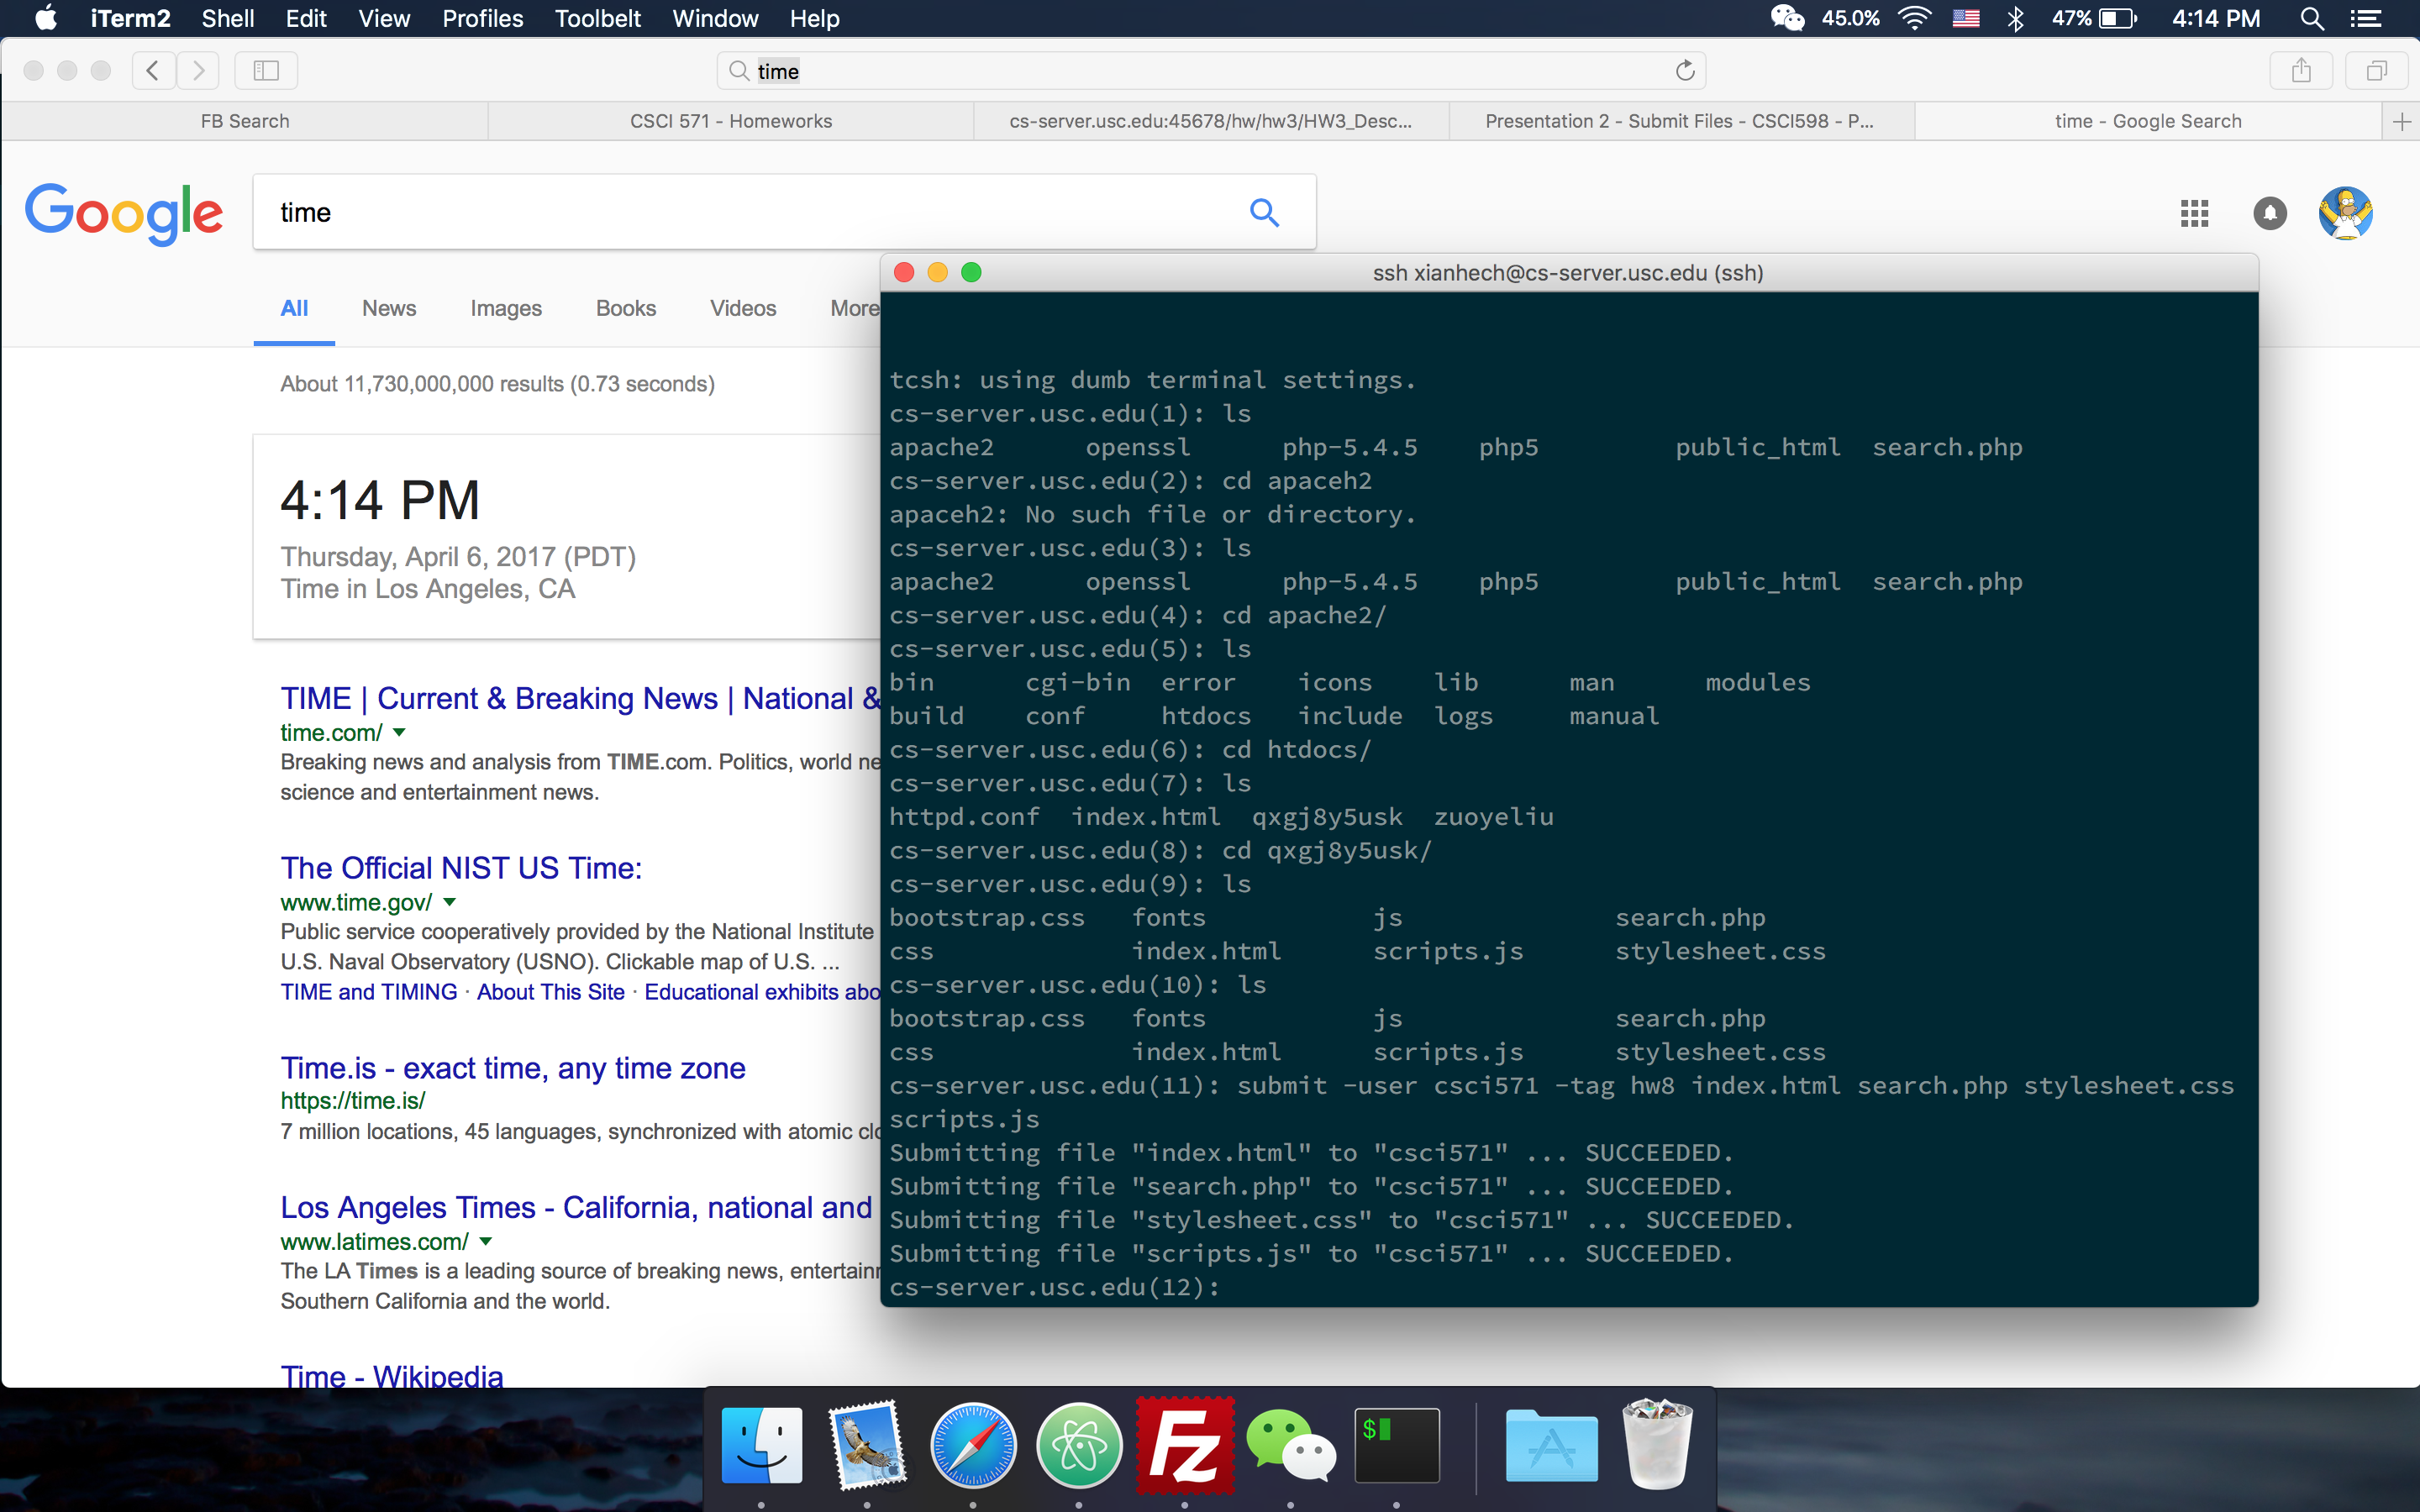 iTerm2 Shell Edit View Profiles Toolbelt Window Help 45.0% 47% 4:14 PM
time
FB Search CSCI 571 - Homeworks cs-server.usc.edu:45678/hw/hw3/HW3_Desc... Presentation 2 - Submit Files - CSCI598 - P... time - Google Search
Google time
All News Images Books Videos More
About 11,730,000,000 results (0.73 seconds)
4:14 PM
Thursday, April 6, 2017 (PDT)
Time in Los Angeles, CA
TIME | Current & Breaking News | National &
time.com/
Breaking news and analysis from TIME.com. Politics, world ne
science and entertainment news.
The Official NIST US Time:
www.time.gov/
Public service cooperatively provided by the National Institute
U.S. Naval Observatory (USNO). Clickable map of U.S. ...
TIME and TIMING · About This Site · Educational exhibits abo
Time.is - exact time, any time zone
https://time.is/
7 million locations, 45 languages, synchronized with atomic clo
Los Angeles Times - California, national and
www.latimes.com/
The LA Times is a leading source of breaking news, entertainm
Southern California and the world.
Time - Wikipedia
ssh xianhech@cs-server.usc.edu (ssh)
tcsh: using dumb terminal settings.
cs-server.usc.edu(1): ls
apache2 openssl php-5.4.5 php5 public_html search.php
cs-server.usc.edu(2): cd apaceh2
apaceh2: No such file or directory.
cs-server.usc.edu(3): ls
apache2 openssl php-5.4.5 php5 public_html search.php
cs-server.usc.edu(4): cd apache2/
cs-server.usc.edu(5): ls
bin cgi-bin error icons lib man modules
build conf htdocs include logs manual
cs-server.usc.edu(6): cd htdocs/
cs-server.usc.edu(7): ls
httpd.conf index.html qxgj8y5usk zuoyeliu
cs-server.usc.edu(8): cd qxgj8y5usk/
cs-server.usc.edu(9): ls
bootstrap.css fonts js search.php
css index.html scripts.js stylesheet.css
cs-server.usc.edu(10): ls
bootstrap.css fonts js search.php
css index.html scripts.js stylesheet.css
cs-server.usc.edu(11): submit -user csci571 -tag hw8 index.html search.php stylesheet.css
scripts.js
Submitting file "index.html" to "csci571" ... SUCCEEDED.
Submitting file "search.php" to "csci571" ... SUCCEEDED.
Submitting file "stylesheet.css" to "csci571" ... SUCCEEDED.
Submitting file "scripts.js" to "csci571" ... SUCCEEDED.
cs-server.usc.edu(12):
Fz
$